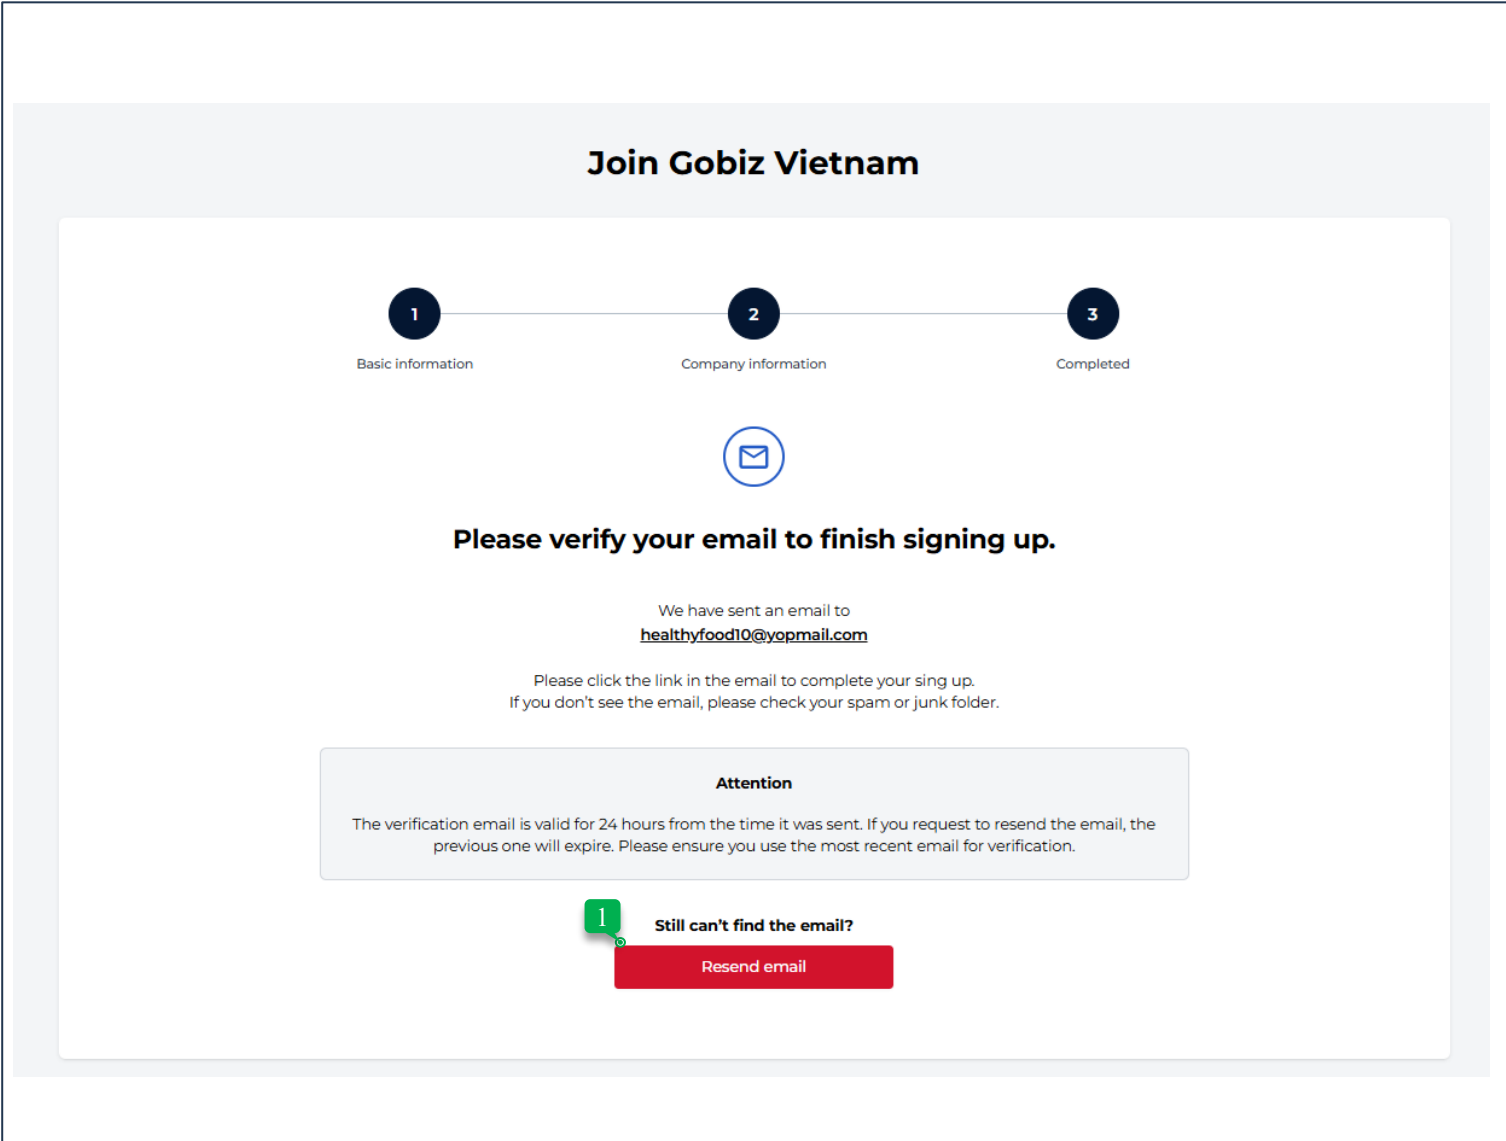 Join Gobiz Vietnam
1
2
3
Basic information
Company information
Completed
Please verify your email to finish signing up.
We have sent an email to
healthyfood10@yopmail.com
Please click the link in the email to complete your sing up.
If you don’t see the email, please check your spam or junk folder.
Attention
The verification email is valid for 24 hours from the time it was sent. If you request to resend the email, the
previous one will expire. Please ensure you use the most recent email for verification.
1
Still can’t find the email?
Resend email